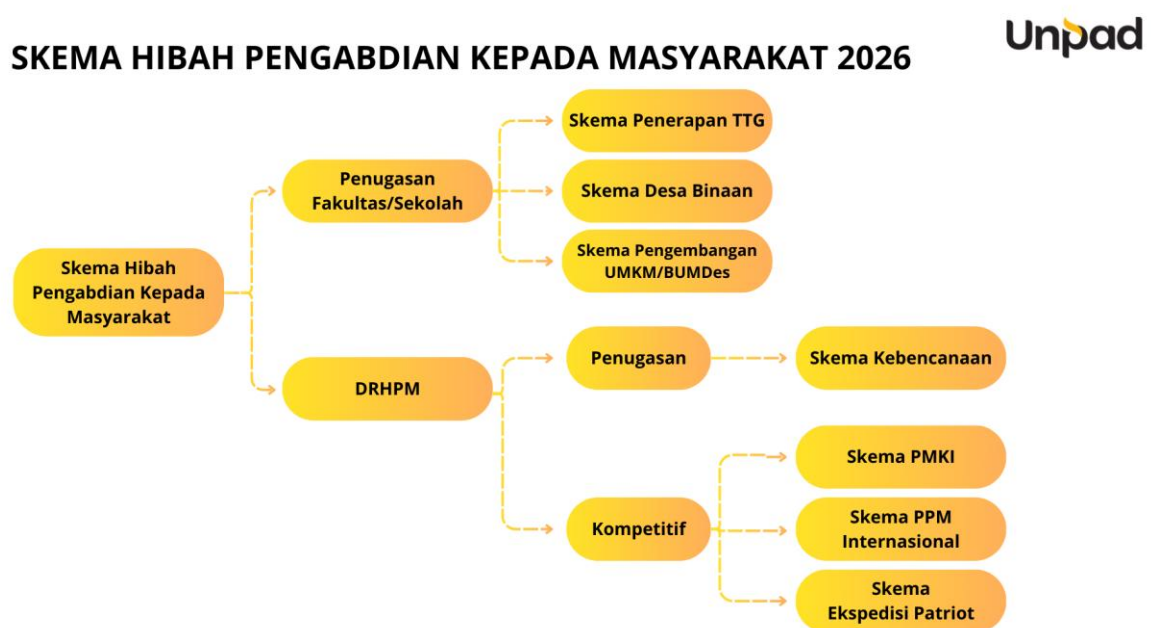 Unpad
SKEMA HIBAH PENGABDIAN KEPADA MASYARAKAT 2026
Skema Hibah
Pengabdian Kepada
Masyarakat
Penugasan
Fakultas/Sekolah
Skema Penerapan TTG
Skema Desa Binaan
Skema Pengembangan
UMKM/BUMDes
DRHPM
Penugasan
Skema Kebencanaan
Kompetitif
Skema PMKI
Skema PPM
Internasional
Skema
Ekspedisi Patriot